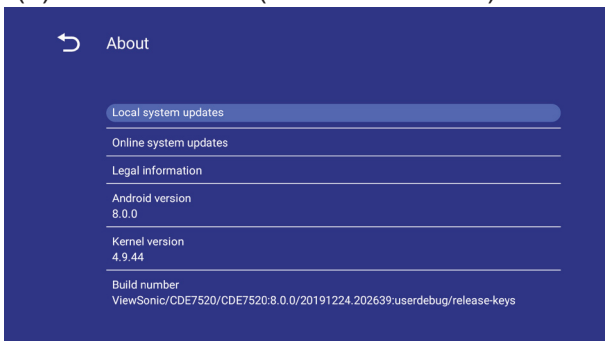 About
Local system updates
Online system updates
Legal information
Android version
8.0.0
Kernel version
4.9.44
Build number
ViewSonic/CDE7520/CDE7520:8.0.0/20191224.202639:userdebug/release-keys